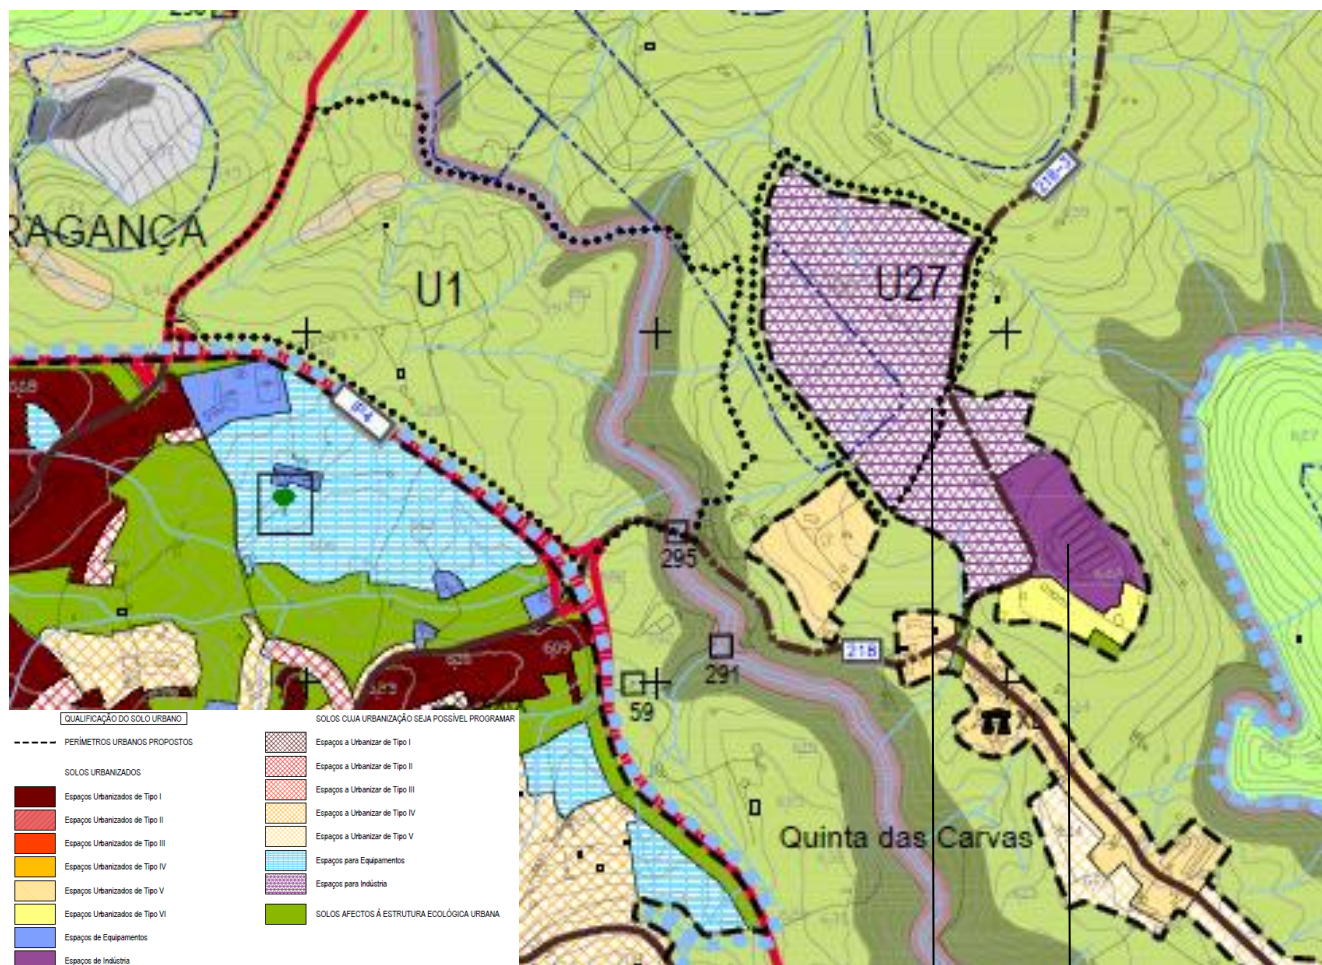 RAGANÇA
U1
U27
218-3
IP4
295
218
291
59
609
XL
Quinta das Carvas
QUALIFICAÇÃO DO SOLO URBANO
PERÍMETROS URBANOS PROPOSTOS
SOLOS URBANIZADOS
Espaços Urbanizados de Tipo I
Espaços Urbanizados de Tipo II
Espaços Urbanizados de Tipo III
Espaços Urbanizados de Tipo IV
Espaços Urbanizados de Tipo V
Espaços Urbanizados de Tipo VI
Espaços de Equipamentos
Espaços de Indústria
SOLOS CUJA URBANIZAÇÃO SEJA POSSÍVEL PROGRAMAR
Espaços a Urbanizar de Tipo I
Espaços a Urbanizar de Tipo II
Espaços a Urbanizar de Tipo III
Espaços a Urbanizar de Tipo IV
Espaços a Urbanizar de Tipo V
Espaços para Equipamentos
Espaços para Indústria
SOLOS AFECTOS À ESTRUTURA ECOLÓGICA URBANA